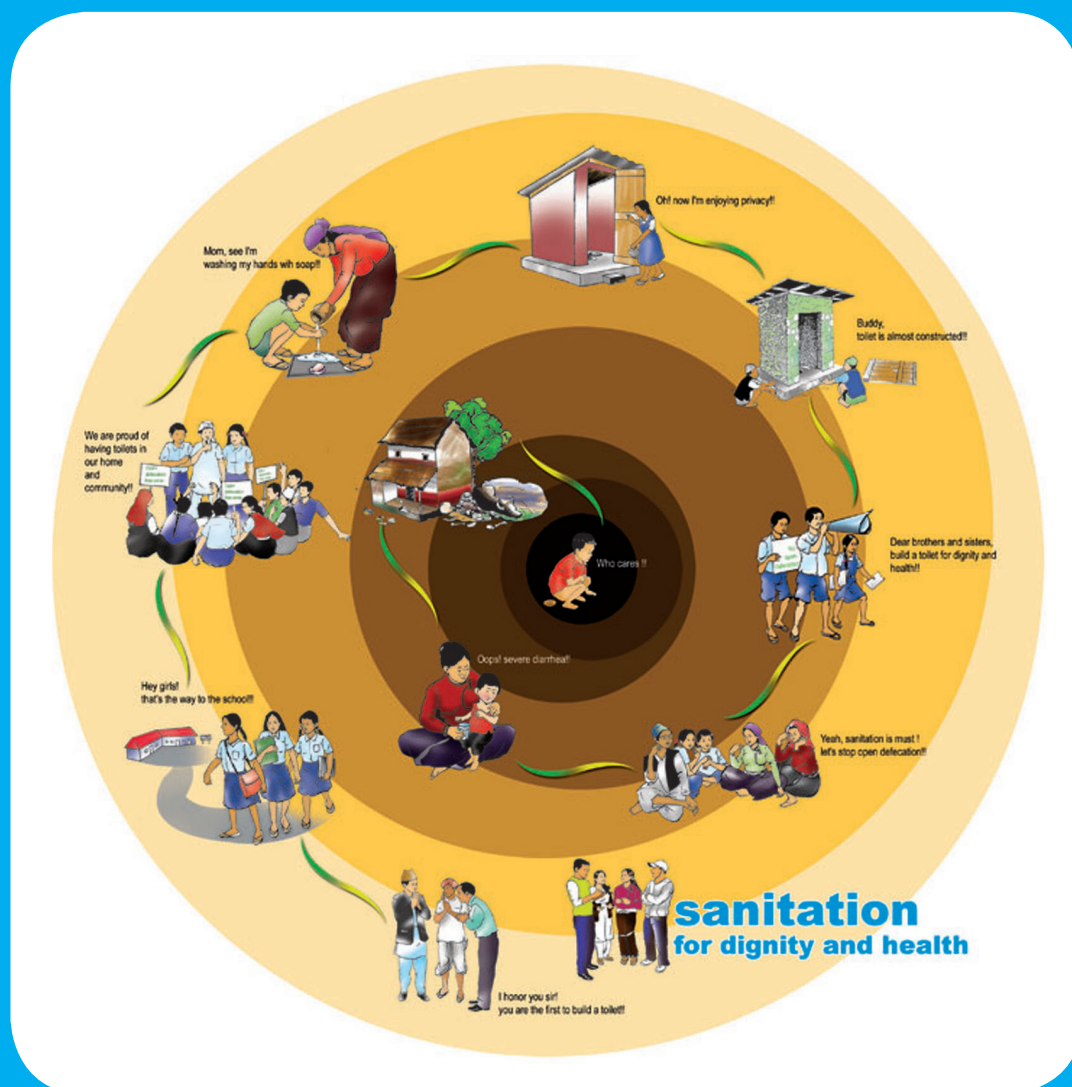 Oh! now I'm enjoying privacy!!
Mom, see I'm
washing my hands wih soap!!
Buddy,
toilet is almost constructed!!
We are proud of
having toilets in
our home
and
community!!
Dear brothers and sisters,
build a toilet for dignity and
health!!
Who cares !!
Oops! severe diarrhea!!
Hey girls!
that's the way to the school!!
Yeah, sanitation is must !
let's stop open defecation!!
sanitation
for dignity and health
I honor you sir!
you are the first to build a toilet!!